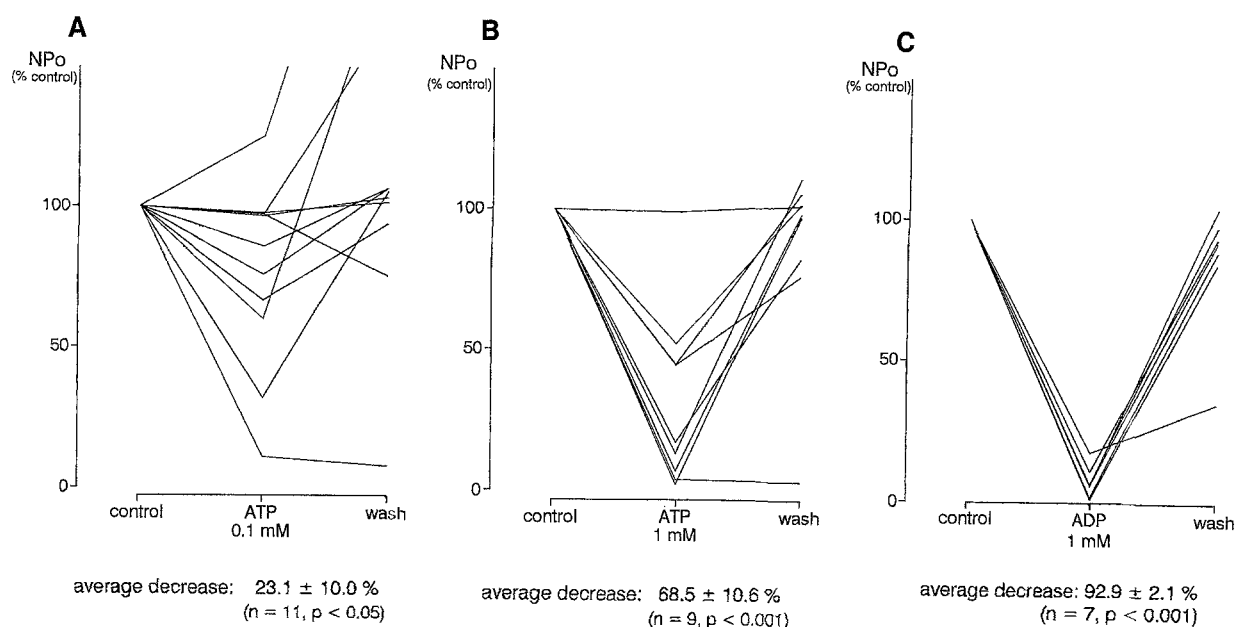 A
NPo
(% control)
100
50
0
control
ATP
0.1 mM
wash
average decrease: 23.1 ± 10.0 %
(n = 11, p < 0.05)
B
NPo
(% control)
100
50
0
control
ATP
1 mM
wash
average decrease: 68.5 ± 10.6 %
(n = 9, p < 0.001)
C
NPo
(% control)
100
50
0
control
ADP
1 mM
wash
average decrease: 92.9 ± 2.1 %
(n = 7, p < 0.001)